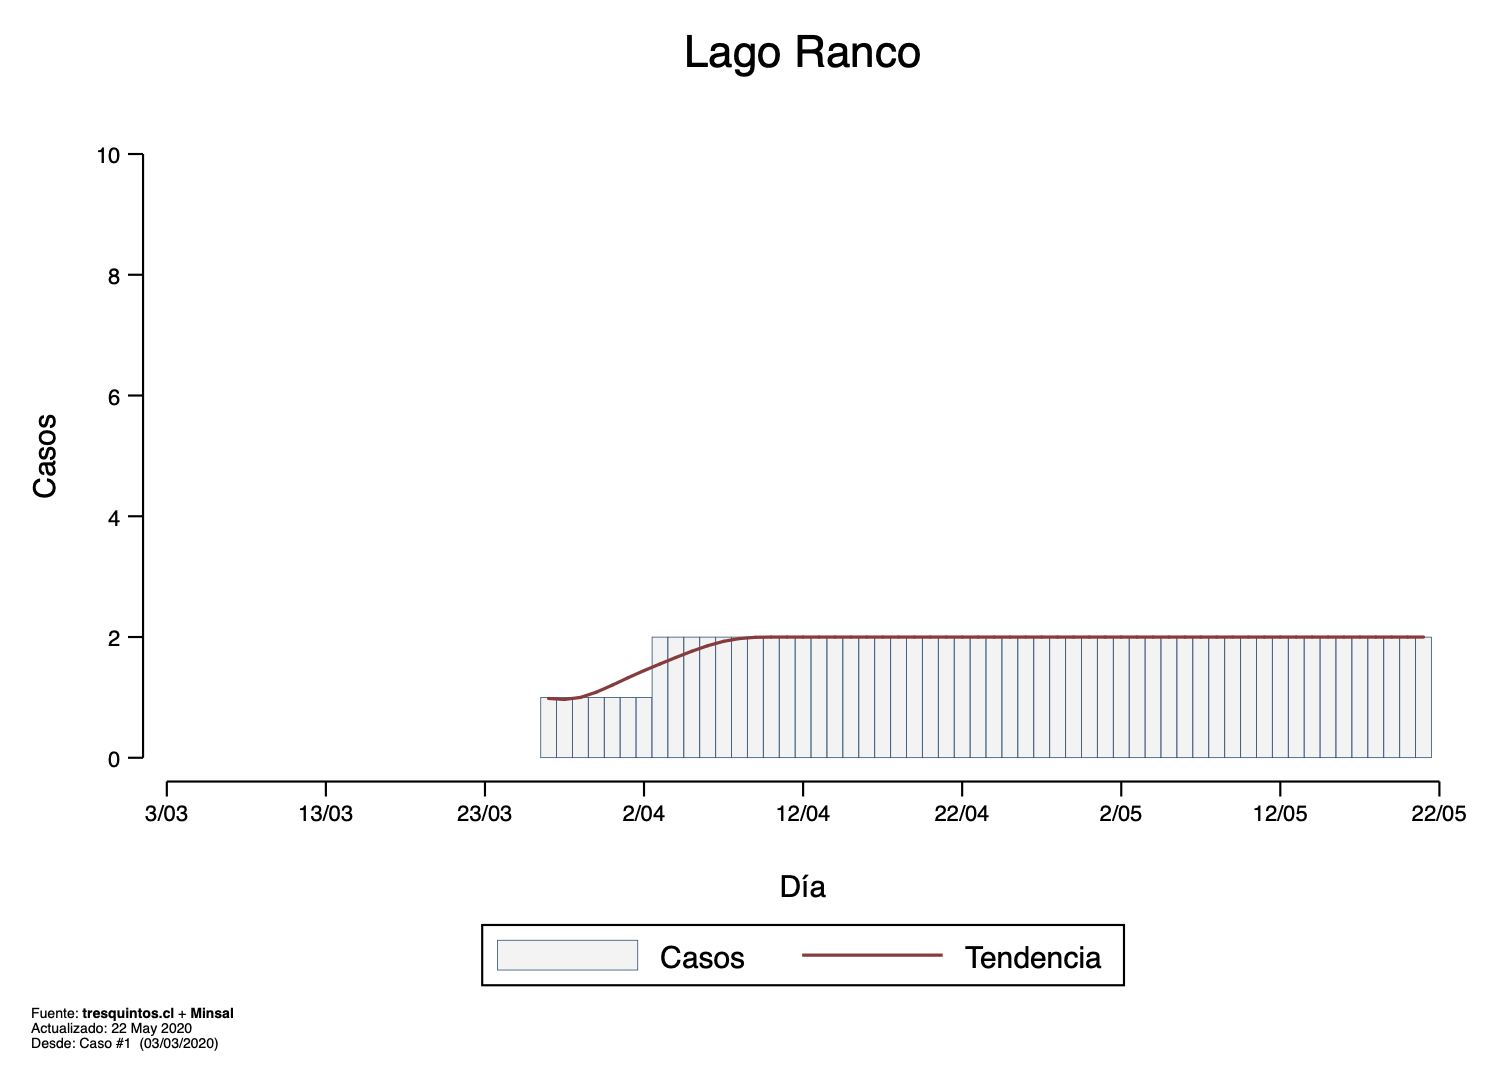 Lago Ranco
10
8
6
4
2
0
Casos
3/03 13/03 23/03 2/04 12/04 22/04 2/05 12/05 22/05
Día
Casos Tendencia
Fuente: tresquintos.cl + Minsal
Actualizado: 22 May 2020
Desde: Caso #1 (03/03/2020)